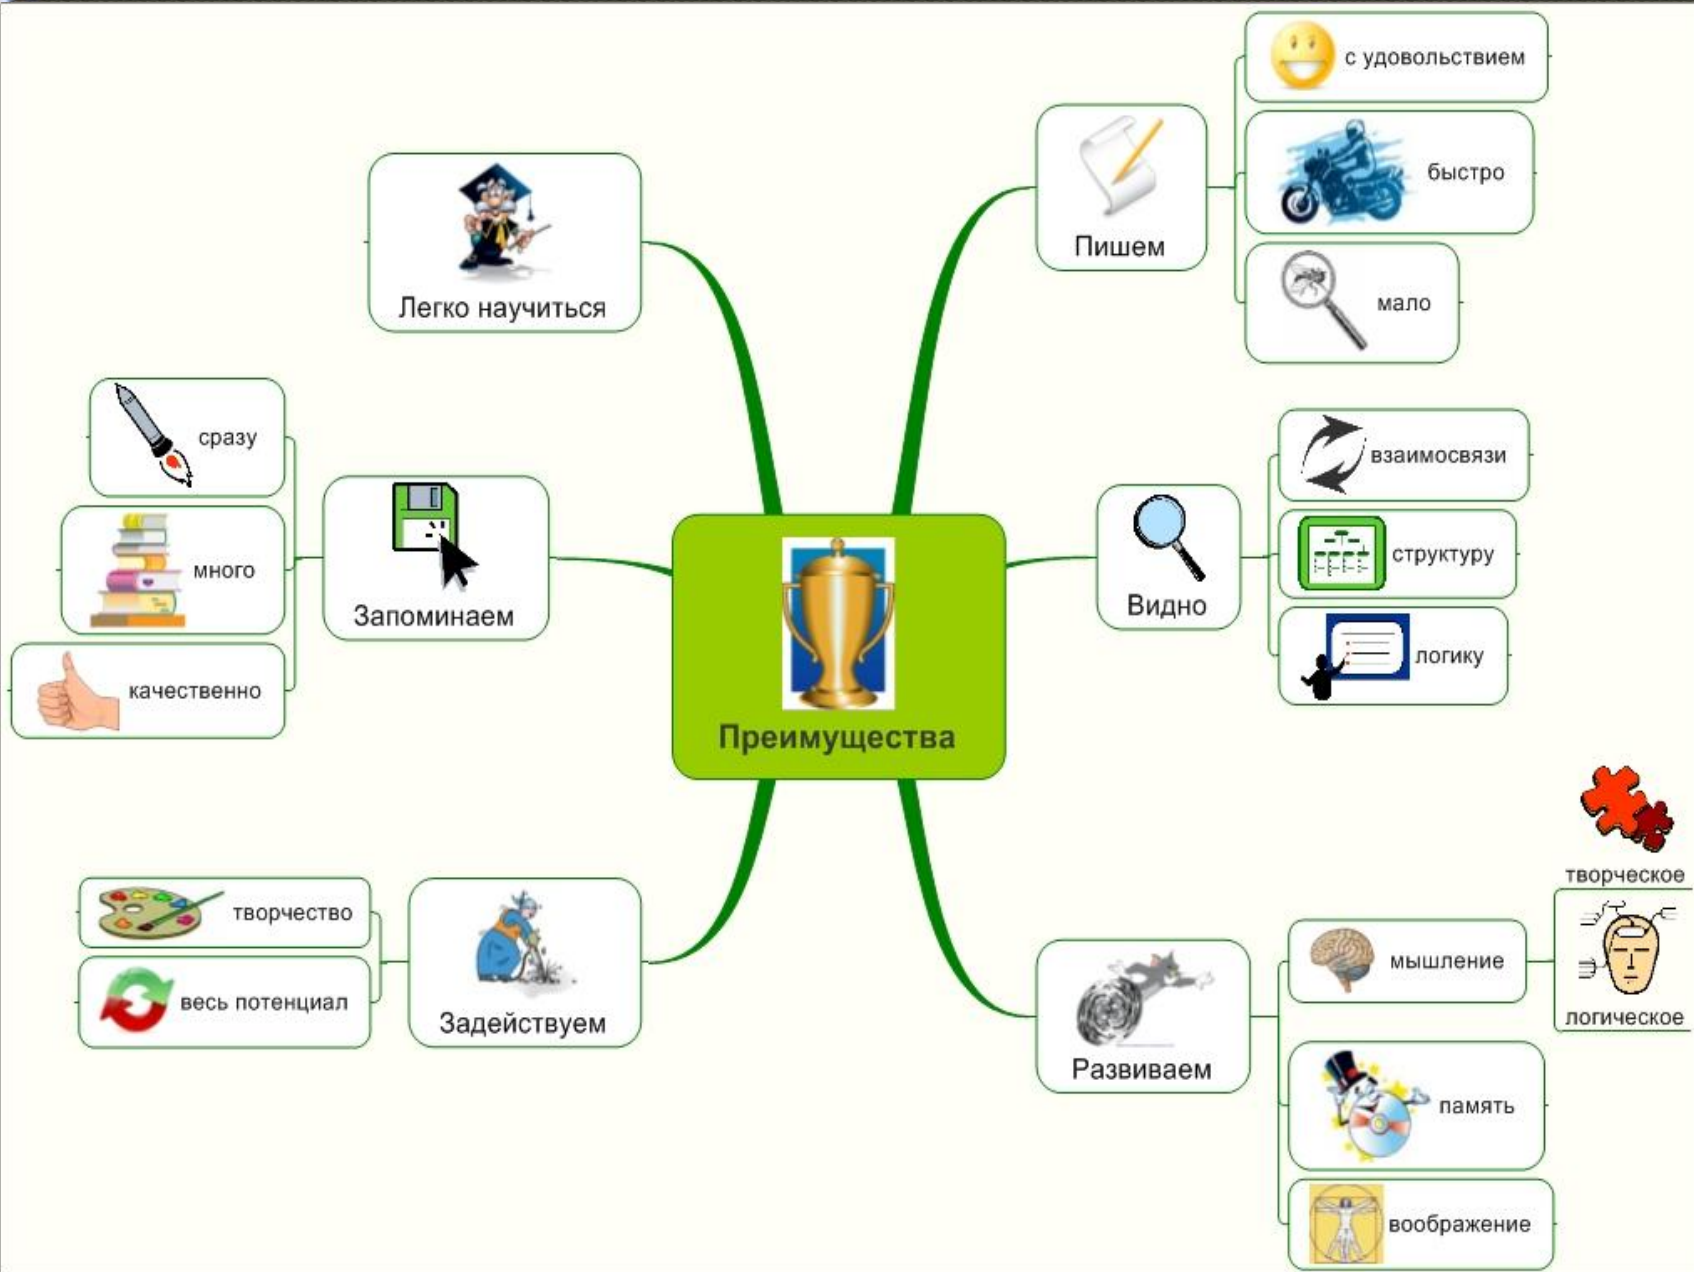 Преимущества
Пишем
с удовольствием
быстро
мало
Видно
взаимосвязи
структуру
логику
Развиваем
мышление
творческое
логическое
память
воображение
Задействуем
творчество
весь потенциал
Запоминаем
сразу
много
качественно
Легко научиться